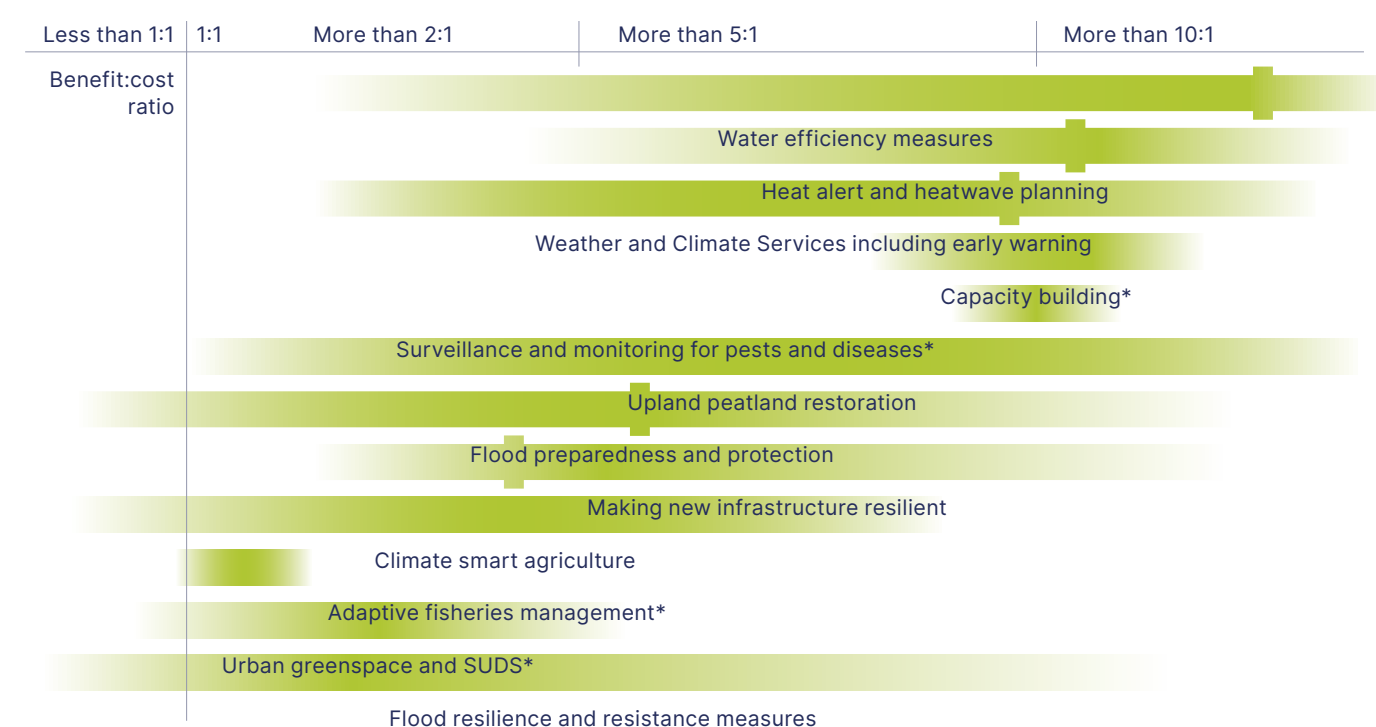 Less than 1:1 1:1 More than 2:1 More than 5:1 More than 10:1
Benefit:cost
ratio
Water efficiency measures
Heat alert and heatwave planning
Weather and Climate Services including early warning
Capacity building*
Surveillance and monitoring for pests and diseases*
Upland peatland restoration
Flood preparedness and protection
Making new infrastructure resilient
Climate smart agriculture
Adaptive fisheries management*
Urban greenspace and SUDS*
Flood resilience and resistance measures